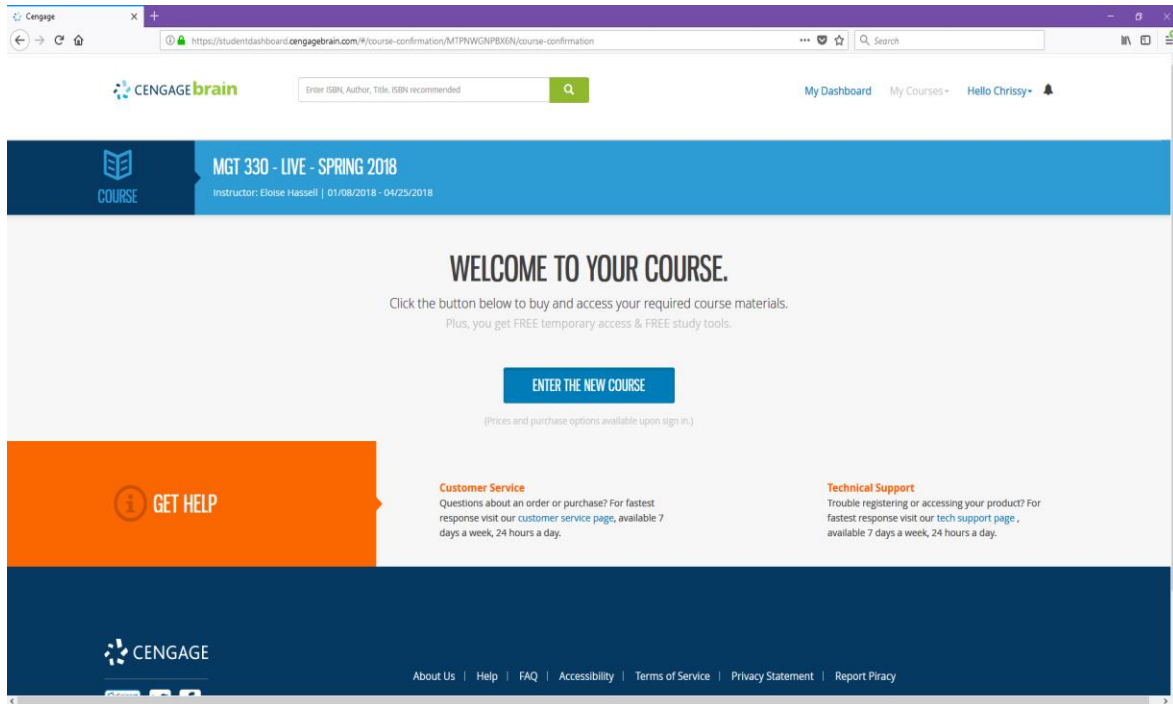 Cengage
https://studentdashboard.cengagebrain.com/#/course-confirmation/MTPNWGNPBX6N/course-confirmation
Search
CENGAGEbrain
Enter ISBN, Author, Title, ISBN recommended
My Dashboard
My Courses
Hello Chrissy
COURSE
MGT 330 - LIVE - SPRING 2018
Instructor: Eloise Hassell | 01/08/2018 - 04/25/2018
WELCOME TO YOUR COURSE.
Click the button below to buy and access your required course materials.
Plus, you get FREE temporary access & FREE study tools.
ENTER THE NEW COURSE
(Prices and purchase options available upon sign in.)
GET HELP
Customer Service
Questions about an order or purchase? For fastest
response visit our customer service page, available 7
days a week, 24 hours a day.
Technical Support
Trouble registering or accessing your product? For
fastest response visit our tech support page ,
available 7 days a week, 24 hours a day.
CENGAGE
About Us | Help | FAQ | Accessibility | Terms of Service | Privacy Statement | Report Piracy